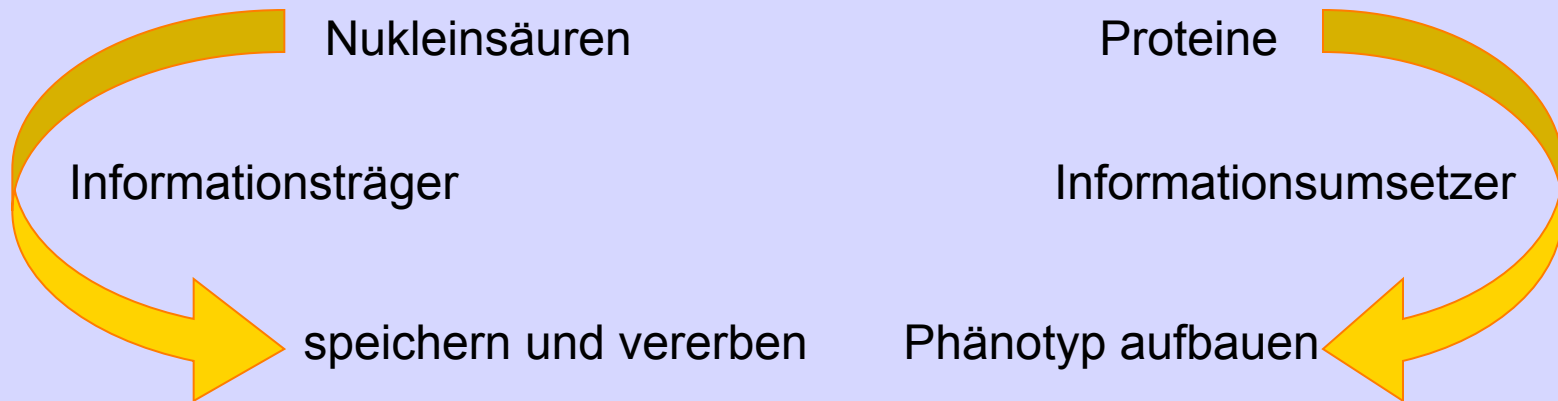 Nukleinsäuren Proteine
Informationsträger Informationsumsetzer
speichern und vererben Phänotyp aufbauen